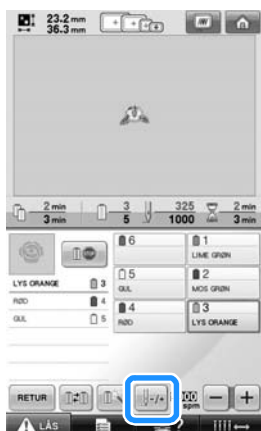 23.2 mm
36.3 mm
2 min 3 325 2 min
3 min 5 1000 3 min
6 1
LIME GRØN
LYS ORANGE 3
5 2
GUL MOS GRØN
RØD 4
4 3
RØD LYS ORANGE
GUL 5
RETUR -/+ spm - +
LÅS ?